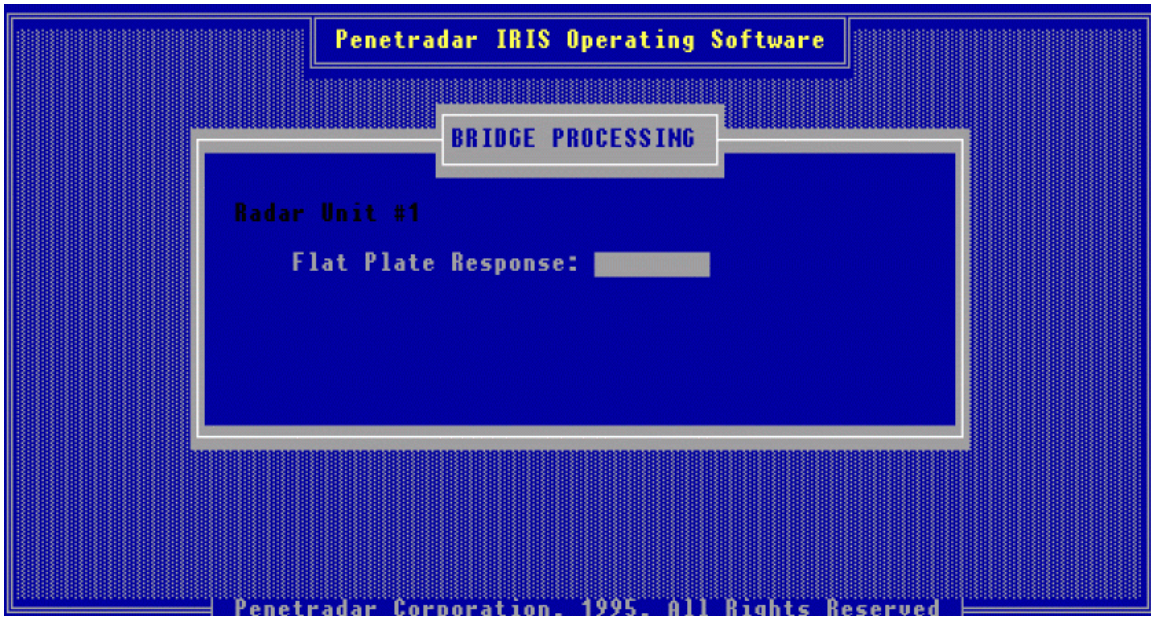 Penetradar IRIS Operating Software
BRIDGE PROCESSING
Radar Unit #1
Flat Plate Response:
Penetradar Corporation, 1995, All Rights Reserved